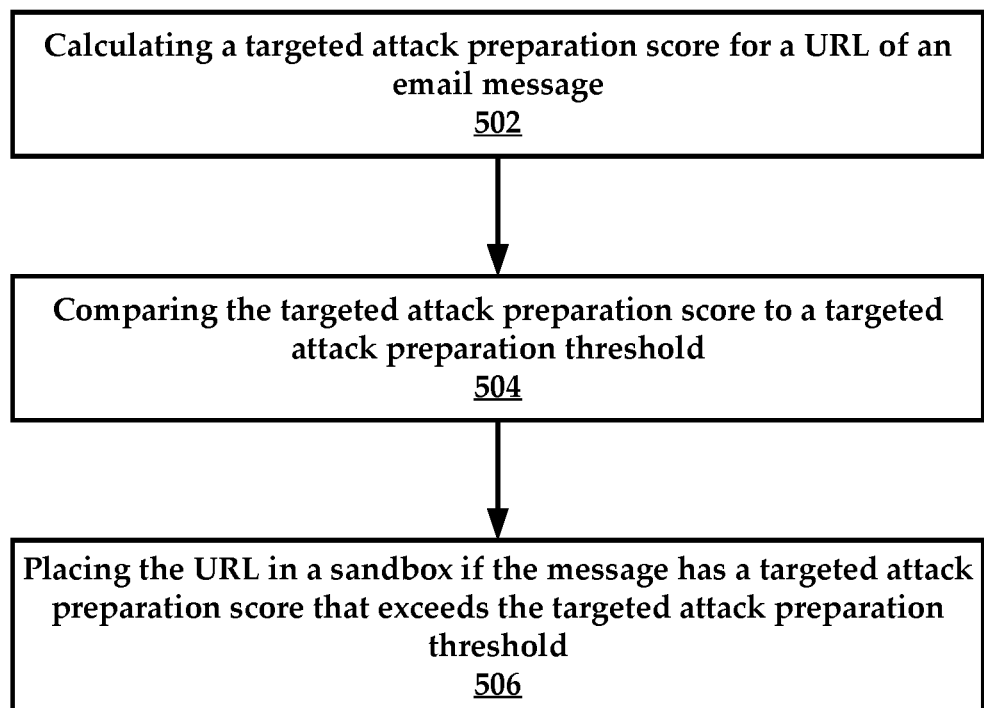 Calculating a targeted attack preparation score for a URL of an
email message
502
Comparing the targeted attack preparation score to a targeted
attack preparation threshold
504
Placing the URL in a sandbox if the message has a targeted attack
preparation score that exceeds the targeted attack preparation
threshold
506